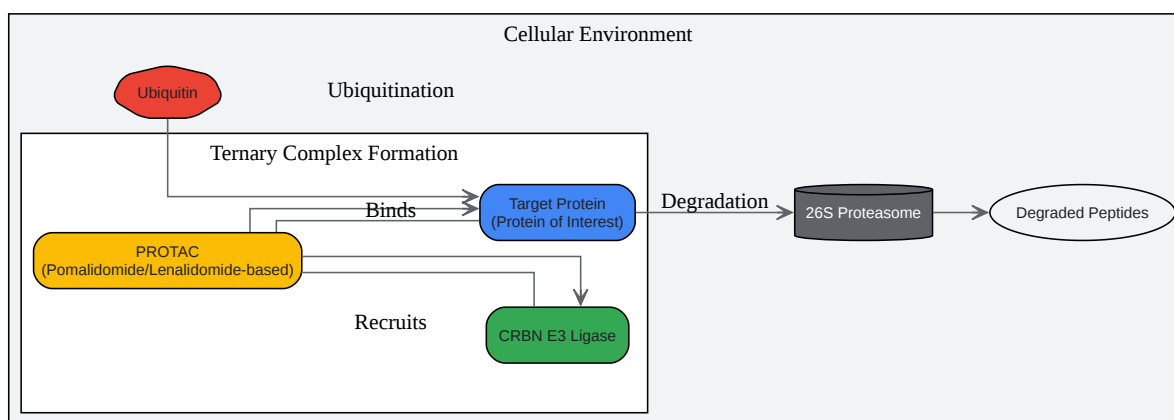 Cellular Environment
Ubiquitin
Ubiquitination
Ternary Complex Formation
Target Protein
(Protein of Interest)
Binds
Degradation
26S Proteasome
Degraded Peptides
PROTAC
(Pomalidomide/Lenalidomide-based)
Recruits
CRBN E3 Ligase